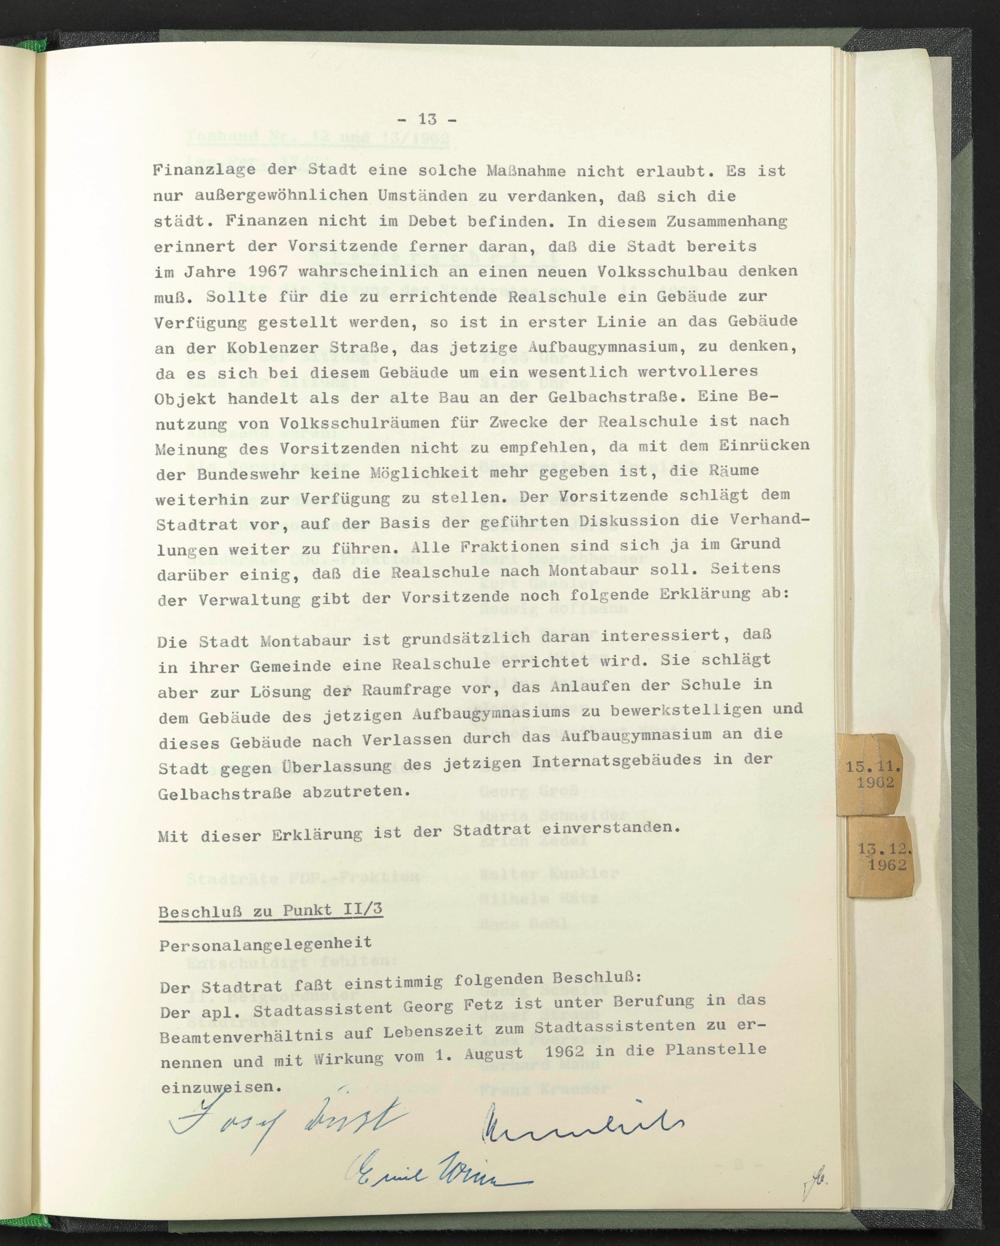 - 13 -
Finanzlage der Stadt eine solche Maßnahme nicht erlaubt. Es ist
nur außergewöhnlichen Umständen zu verdanken, daß sich die
städt. Finanzen nicht im Debet befinden. In diesem Zusammenhang
erinnert der Vorsitzende ferner daran, daß die Stadt bereits
im Jahre 1967 wahrscheinlich an einen neuen Volksschulbau denken
muß. Sollte für die zu errichtende Realschule ein Gebäude zur
Verfügung gestellt werden, so ist in erster Linie an das Gebäude
an der Koblenzer Straße, das jetzige Aufbaugymnasium, zu denken,
da es sich bei diesem Gebäude um ein wesentlich wertvolleres
Objekt handelt als der alte Bau an der Gelbachstraße. Eine Be-
nutzung von Volksschulräumen für Zwecke der Realschule ist nach
Meinung des Vorsitzenden nicht zu empfehlen, da mit dem Einrücken
der Bundeswehr keine Möglichkeit mehr gegeben ist, die Räume
weiterhin zur Verfügung zu stellen. Der Vorsitzende schlägt dem
Stadtrat vor, auf der Basis der geführten Diskussion die Verhand-
lungen weiter zu führen. Alle Fraktionen sind sich ja im Grund
darüber einig, daß die Realschule nach Montabaur soll. Seitens
der Verwaltung gibt der Vorsitzende noch folgende Erklärung ab:
Die Stadt Montabaur ist grundsätzlich daran interessiert, daß
in ihrer Gemeinde eine Realschule errichtet wird. Sie schlägt
aber zur Lösung der Raumfrage vor, das Anlaufen der Schule in
dem Gebäude des jetzigen Aufbaugymnasiums zu bewerkstelligen und
dieses Gebäude nach Verlassen durch das Aufbaugymnasium an die
Stadt gegen Überlassung des jetzigen Internatsgebäudes in der
Gelbachstraße abzutreten.
Mit dieser Erklärung ist der Stadtrat einverstanden.
Beschluß zu Punkt II/3
Personalangelegenheit
Der Stadtrat faßt einstimmig folgenden Beschluß:
Der apl. Stadtassistent Georg Fetz ist unter Berufung in das
Beamtenverhältnis auf Lebenszeit zum Stadtassistenten zu er-
nennen und mit Wirkung vom 1. August 1962 in die Planstelle
einzuweisen.
Josef
Emil
15.11.
1962
13.12.
1962